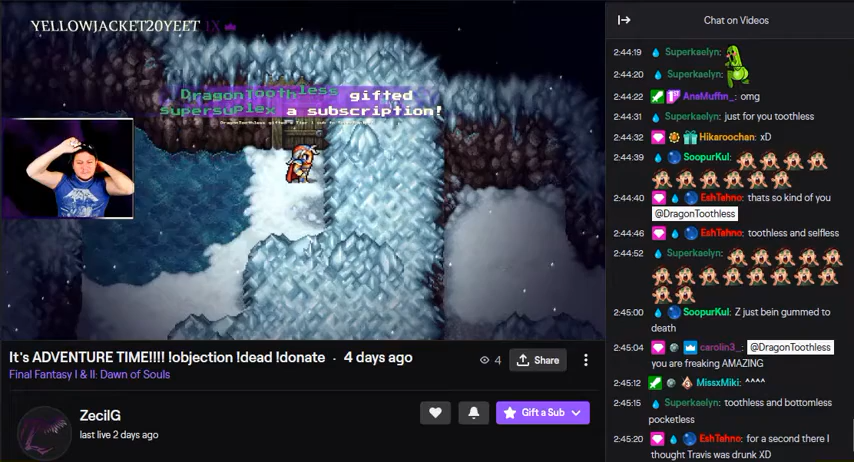 YELLOWJACKET20YEET 1X
DragonToothless gifted
supersuplex a subscription!
It's ADVENTURE TIME!!!! !objection !dead !donate · 4 days ago
4
Share
Final Fantasy I & II: Dawn of Souls
ZecilG
last live 2 days ago
Gift a Sub
Chat on Videos
2:44:19 Superkaelyn:
2:44:20 Superkaelyn:
2:44:22 AnaMuffin_: omg
2:44:31 Superkaelyn: just for you toothless
2:44:32 Hikaroochan: xD
2:44:39 SoopurKul:
2:44:40 EshTahno: thats so kind of you
@DragonToothless
2:44:46 EshTahno: toothless and selfless
2:44:52 Superkaelyn:
2:45:00 SoopurKul: Z just bein gummed to
death
2:45:04 carolin3_: @DragonToothless
you are freaking AMAZING
2:45:12 MissxMiki: ^^^^
2:45:15 Superkaelyn: toothless and bottomless
pocketless
2:45:20 EshTahno: for a second there I
thought Travis was drunk XD